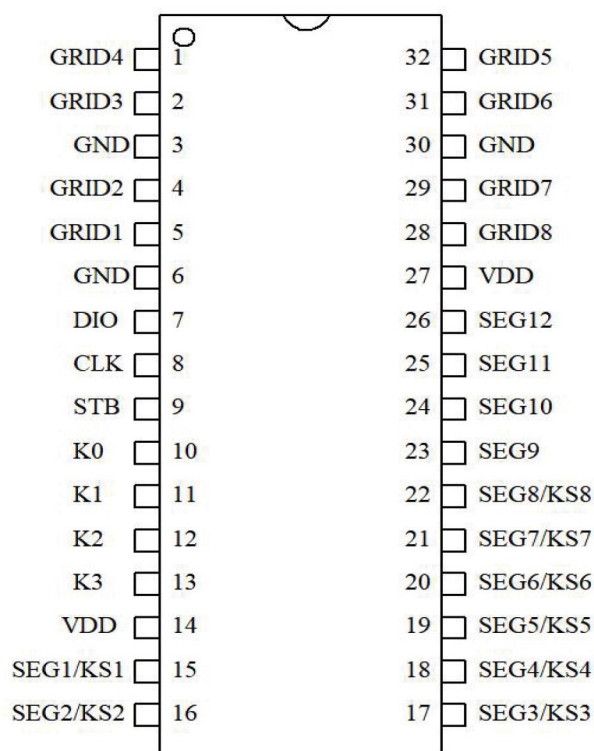 GRID4 1 32 GRID5
GRID3 2 31 GRID6
GND 3 30 GND
GRID2 4 29 GRID7
GRID1 5 28 GRID8
GND 6 27 VDD
DIO 7 26 SEG12
CLK 8 25 SEG11
STB 9 24 SEG10
K0 10 23 SEG9
K1 11 22 SEG8/KS8
K2 12 21 SEG7/KS7
K3 13 20 SEG6/KS6
VDD 14 19 SEG5/KS5
SEG1/KS1 15 18 SEG4/KS4
SEG2/KS2 16 17 SEG3/KS3